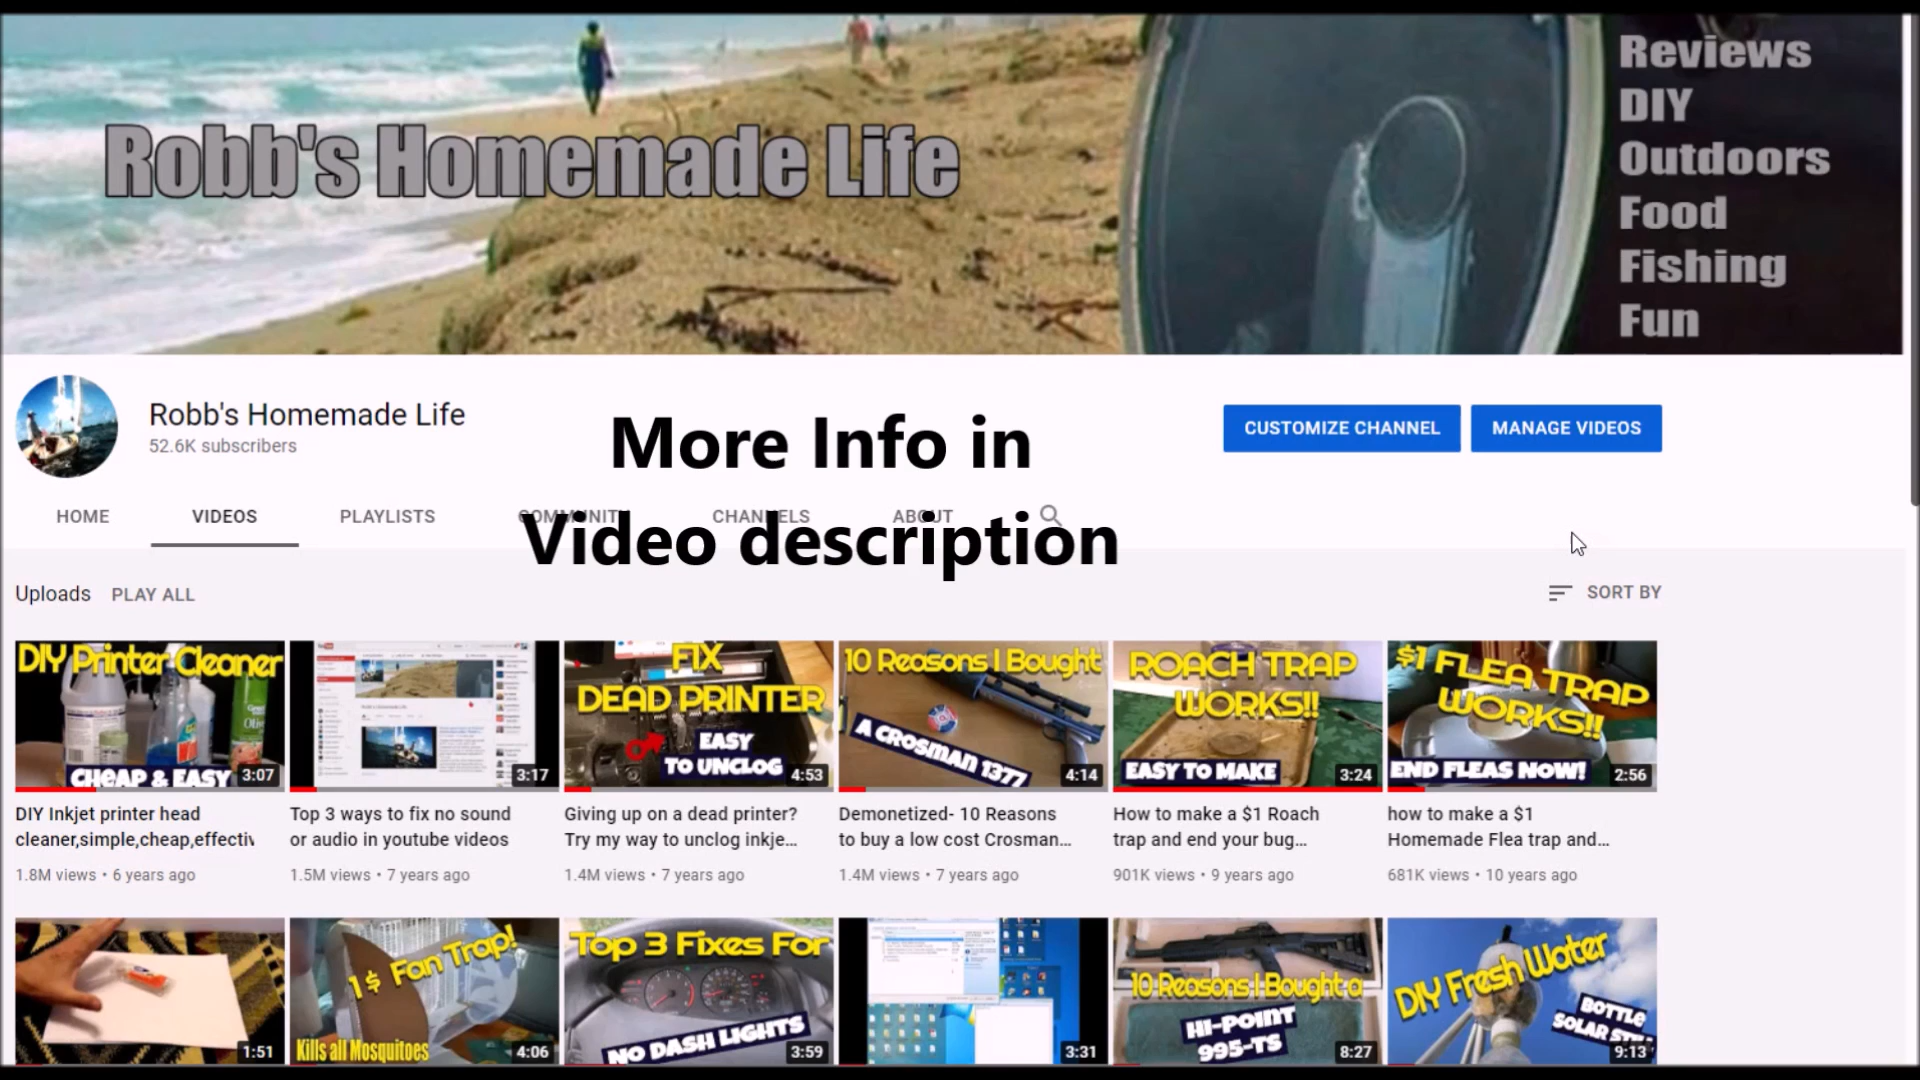 Reviews
DIY
Outdoors
Food
Fishing
Fun
Robb's Homemade Life
Robb's Homemade Life
52.6K subscribers
More Info in
Video description
CUSTOMIZE CHANNEL
MANAGE VIDEOS
HOME
VIDEOS
PLAYLISTS
COMMUNITY
CHANNELS
ABOUT
Uploads
PLAY ALL
SORT BY
DIY Printer Cleaner
CHEAP & EASY
3:07
DIY Inkjet printer head
cleaner,simple,cheap,effectiv
1.8M views • 6 years ago
3:17
Top 3 ways to fix no sound
or audio in youtube videos
1.5M views • 7 years ago
FIX
DEAD PRINTER
EASY
TO UNCLOG
4:53
Giving up on a dead printer?
Try my way to unclog inkje...
1.4M views • 7 years ago
10 Reasons I Bought
A CROSMAN 1377
4:14
Demonetized- 10 Reasons
to buy a low cost Crosman...
1.4M views • 7 years ago
ROACH TRAP
WORKS!!
EASY TO MAKE
3:24
How to make a $1 Roach
trap and end your bug...
901K views • 9 years ago
$1 FLEA TRAP
WORKS!!
END FLEAS NOW!
2:56
how to make a $1
Homemade Flea trap and...
681K views • 10 years ago
1:51
1$ Fan Trap!
Kills all Mosquitoes
4:06
Top 3 Fixes For
NO DASH LIGHTS
3:59
3:31
10 Reasons I Bought a
HI-POINT
995-TS
8:27
DIY Fresh Water
BOTTLE
SOLAR
9:13